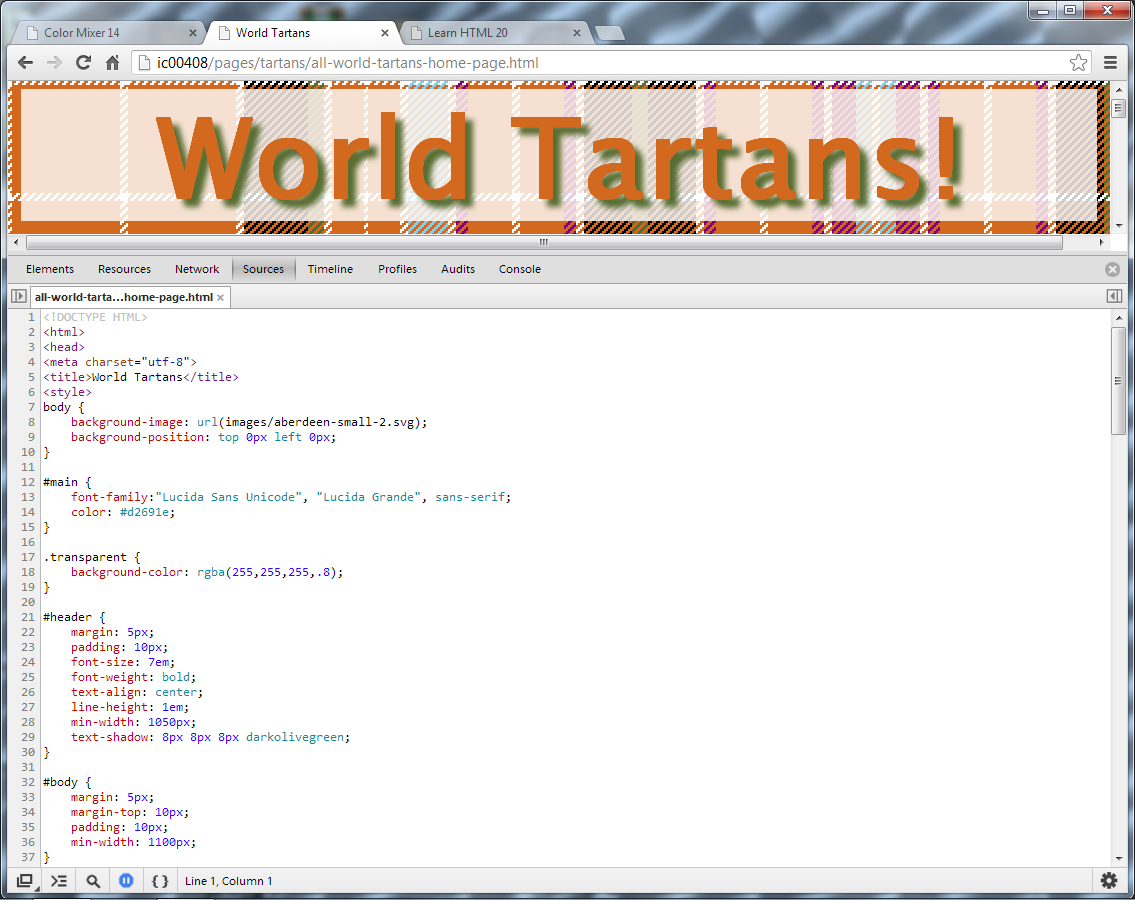 Color Mixer 14
World Tartans
Learn HTML 20
ic00408/pages/tartans/all-world-tartans-home-page.html
World Tartans!
Elements Resources Network Sources Timeline Profiles Audits Console
all-world-tarta...home-page.html
1 <!DOCTYPE HTML>
2 <html>
3 <head>
4 <meta charset="utf-8">
5 <title>World Tartans</title>
6 <style>
7 body {
8     background-image: url(images/aberdeen-small-2.svg);
9     background-position: top 0px left 0px;
10 }
11
12 #main {
13     font-family:"Lucida Sans Unicode", "Lucida Grande", sans-serif;
14     color: #d2691e;
15 }
16
17 .transparent {
18     background-color: rgba(255,255,255,.8);
19 }
20
21 #header {
22     margin: 5px;
23     padding: 10px;
24     font-size: 7em;
25     font-weight: bold;
26     text-align: center;
27     line-height: 1em;
28     min-width: 1050px;
29     text-shadow: 8px 8px 8px darkolivegreen;
30 }
31
32 #body {
33     margin: 5px;
34     margin-top: 10px;
35     padding: 10px;
36     min-width: 1100px;
37 }
{ } Line 1, Column 1